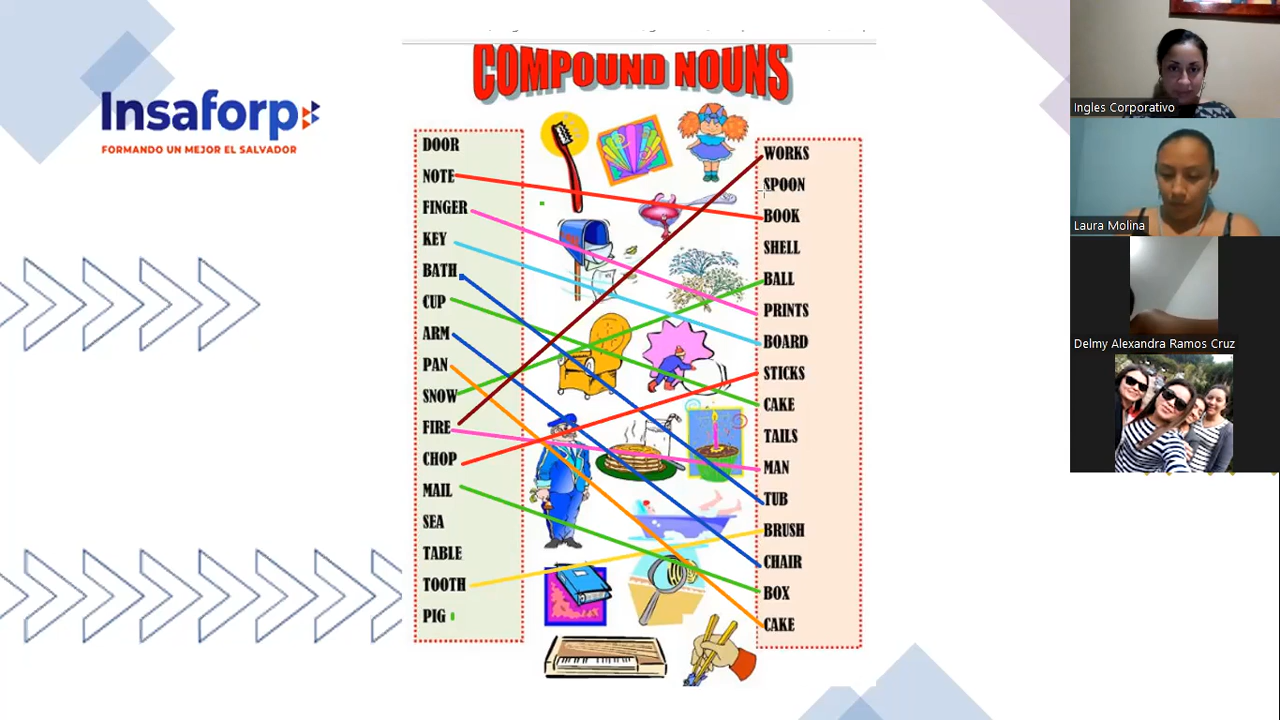 COMPOUND NOUNS
Insaforp
FORMANDO UN MEJOR EL SALVADOR
DOOR
NOTE
FINGER
KEY
BATH
CUP
ARM
PAN
SNOW
FIRE
CHOP
MAIL
SEA
TABLE
TOOTH
PIG
WORKS
SPOON
BOOK
SHELL
BALL
PRINTS
BOARD
STICKS
CAKE
TAILS
MAN
TUB
BRUSH
CHAIR
BOX
CAKE
Ingles Corporativo
Laura Molina
Delmy Alexandra Ramos Cruz